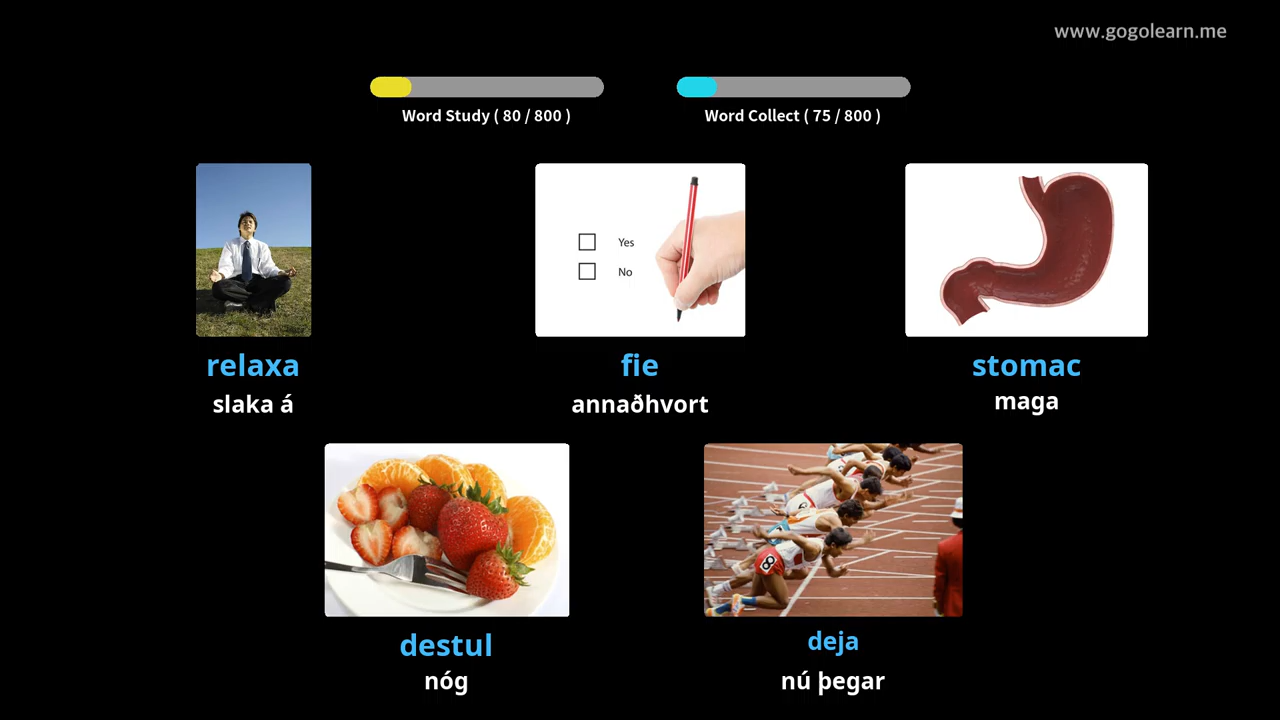 www.gogolearn.me
Word Study ( 80 / 800 )
Word Collect ( 75 / 800 )
Yes
No
relaxa
slaka á
fie
annaðhvort
stomac
maga
8
destul
nóg
deja
nú þegar